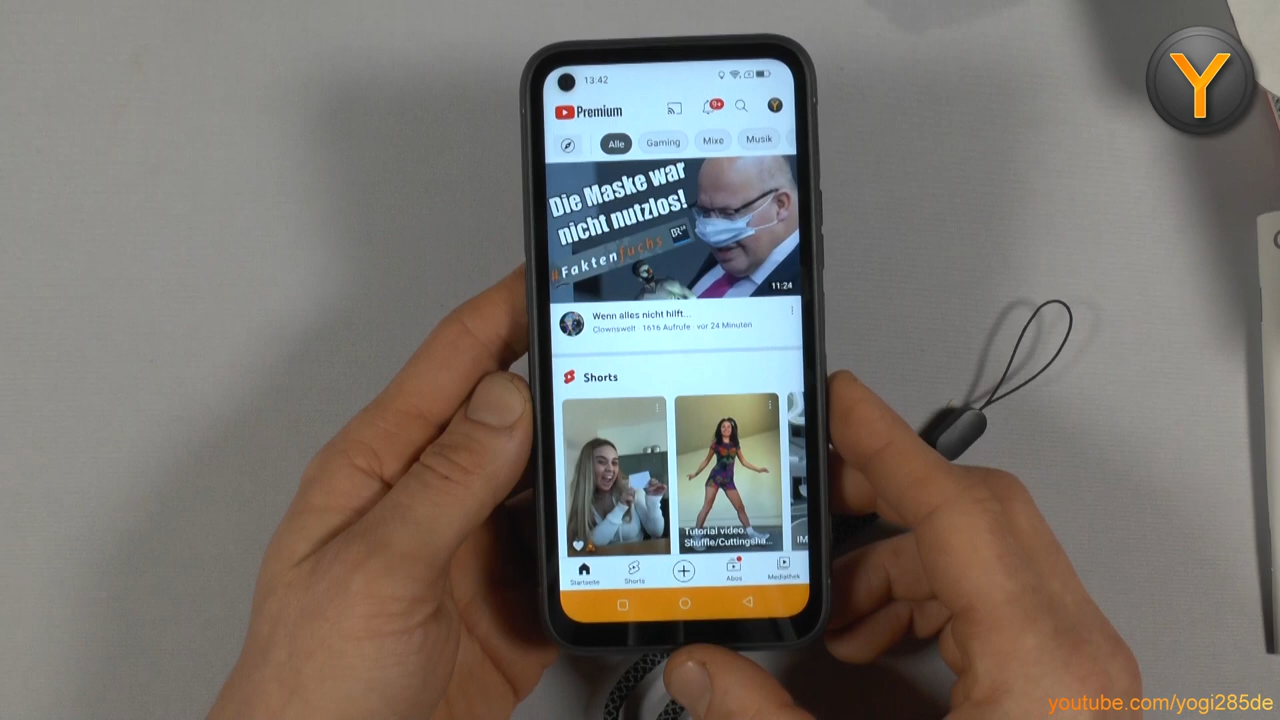 Y
13:42
Premium
9+
Alle Gaming Mixe Musik
Die Maske war
nicht nutzlos!
BR24
#Faktenfuchs
11:24
Wenn alles nicht hilft...
Clownswelt · 1616 Aufrufe · vor 24 Minuten
Shorts
Tutorial video..
Shuffle/Cuttingsha...
IM
Startseite Shorts Abos Mediathek
youtube.com/yogi285de